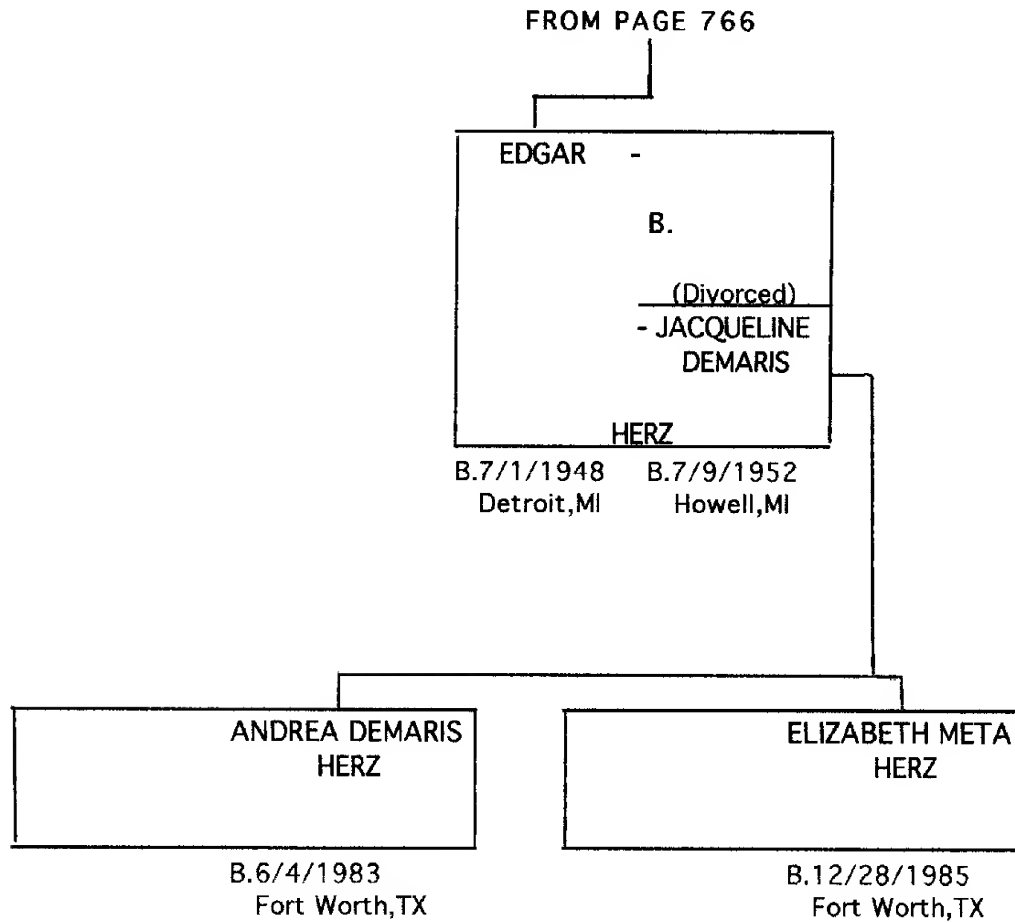 FROM PAGE 766
EDGAR -
B.
(Divorced)
- JACQUELINE
DEMARIS
HERZ
B.7/1/1948 B.7/9/1952
Detroit,MI Howell,MI
ANDREA DEMARIS
HERZ
B.6/4/1983
Fort Worth,TX
ELIZABETH META
HERZ
B.12/28/1985
Fort Worth,TX